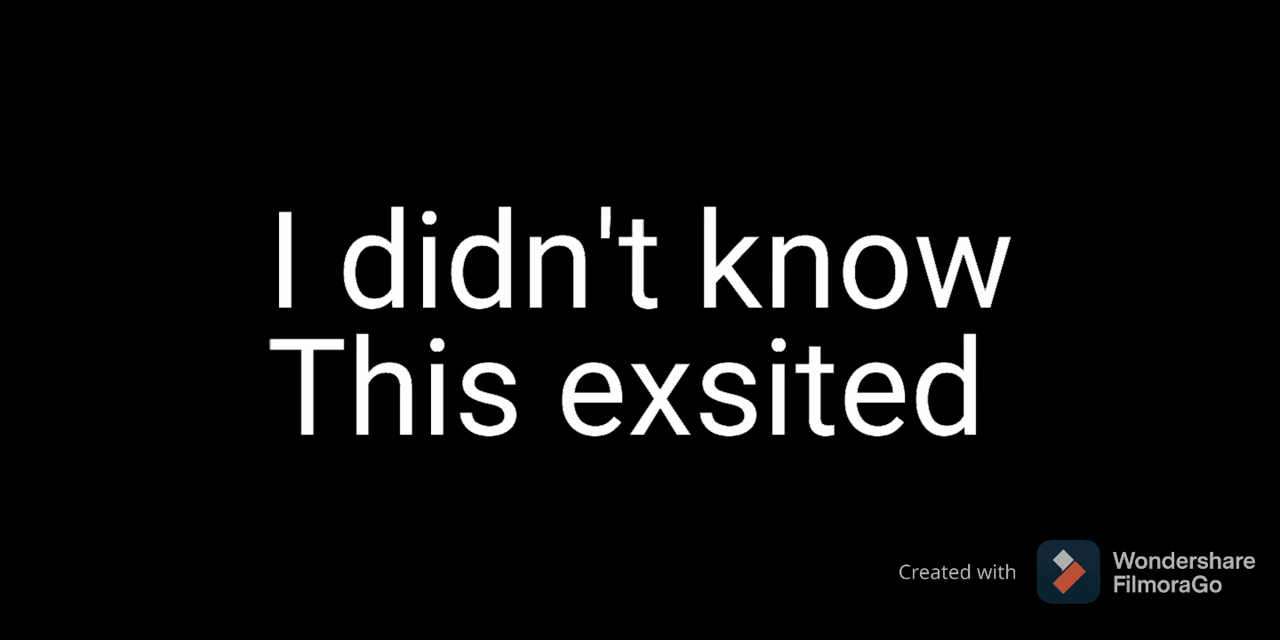 I didn't know
This exsited
Created with
Wondershare
FilmoraGo